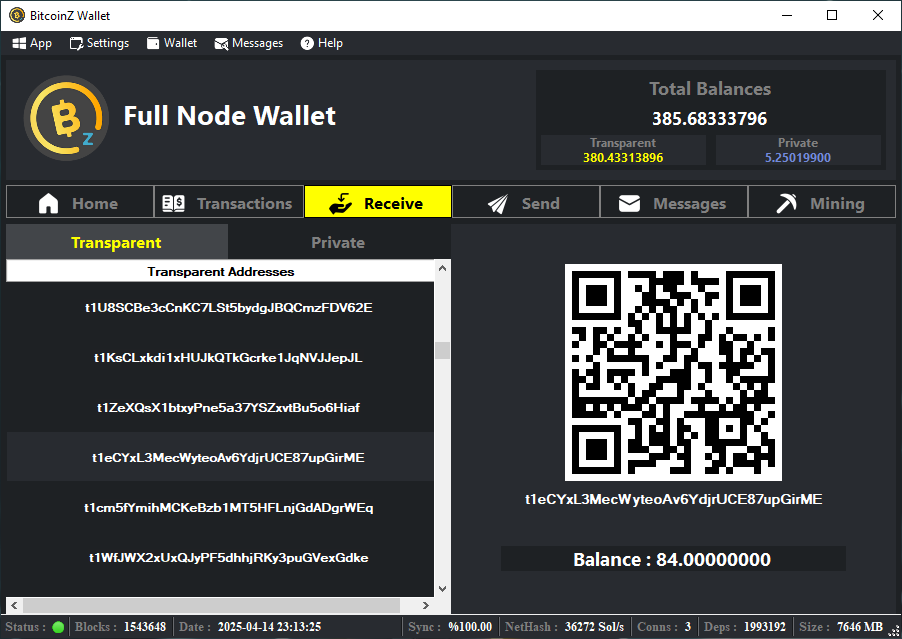 BitcoinZ Wallet
App Settings Wallet Messages ? Help
Full Node Wallet
Total Balances
385.68333796
Transparent Private
380.43313896 5.25019900
Home Transactions Receive Send Messages Mining
Transparent Private
Transparent Addresses
t1U8SCBe3cCnKC7LSt5bydgJBQCmzFDV62E
t1KsCLxkdi1xHUJkQTkGcrke1JqNVJJepJL
t1ZeXQsX1btxyPne5a37YSZxvtBu5o6Hiaf
t1eCYxL3MecWyteoAv6YdjrUCE87upGirME
t1cm5fYmihMCKeBzb1MT5HFLnjGdADgrWEq
t1WfJWX2xUxQJyPF5dhhjRKy3puGVexGdke
t1eCYxL3MecWyteoAv6YdjrUCE87upGirME
Balance : 84.00000000
Status : Blocks : 1543648 Date : 2025-04-14 23:13:25 Sync : %100.00 NetHash : 36272 Sol/s Conns : 3 Deps : 1993192 Size : 7646 MB